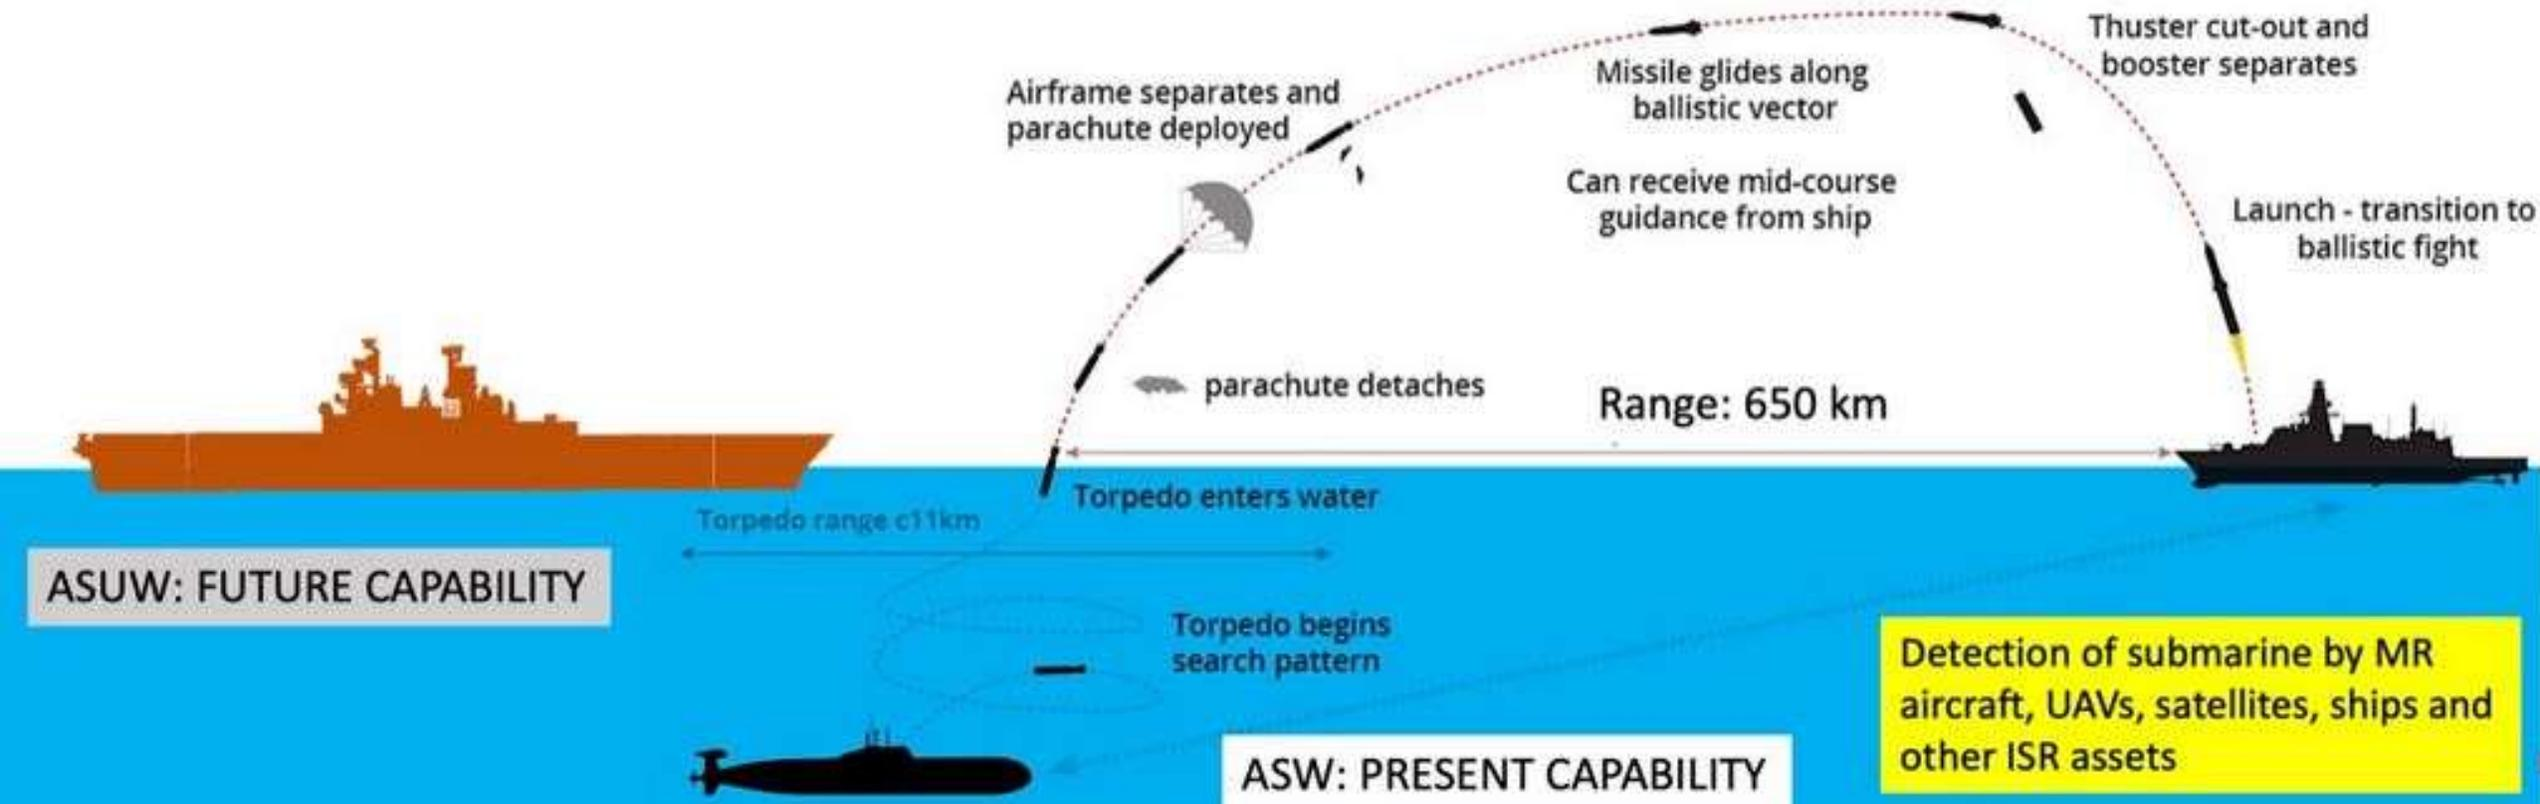 Thuster cut-out and
booster separates
Missile glides along
ballistic vector
Airframe separates and
parachute deployed
Can receive mid-course
guidance from ship
Launch - transition to
ballistic fight
parachute detaches
Range: 650 km
Torpedo enters water
Torpedo range c11km
ASUW: FUTURE CAPABILITY
Torpedo begins
search pattern
Detection of submarine by MR
aircraft, UAVs, satellites, ships and
other ISR assets
ASW: PRESENT CAPABILITY